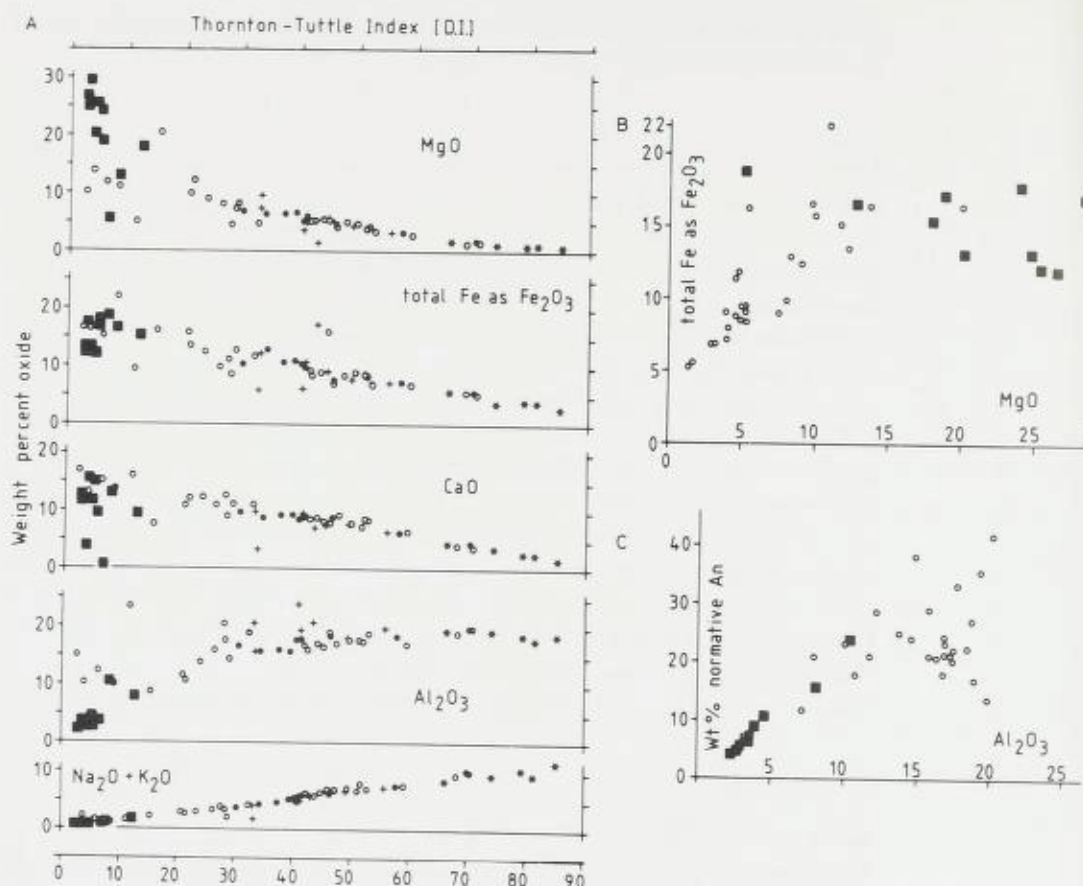 A
Thornton-Tuttle Index [D.I.]
Weight percent oxide
30
20
10
0
MgO
20
10
0
total Fe as Fe₂O₃
20
10
0
CaO
20
10
0
Al₂O₃
10
0
Na₂O + K₂O
0 10 20 30 40 50 60 70 80 90
B
22
20
15
10
5
0
total Fe as Fe₂O₃
MgO
0 5 10 15 20 25
C
40
30
20
10
0
Wt% normative An
Al₂O₃
5 10 15 20 25